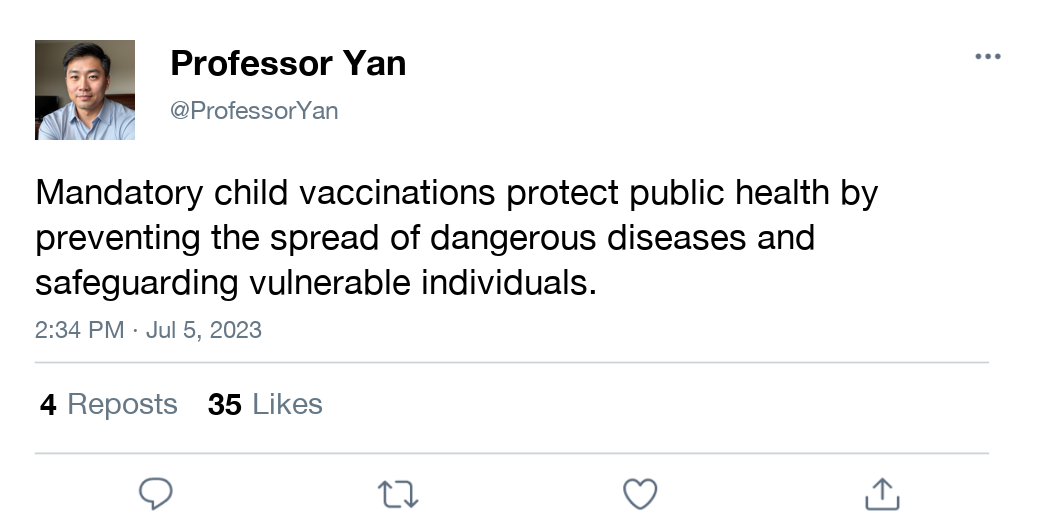 Professor Yan
@ProfessorYan
Mandatory child vaccinations protect public health by
preventing the spread of dangerous diseases and
safeguarding vulnerable individuals.
2:34 PM · Jul 5, 2023
4 Reposts 35 Likes